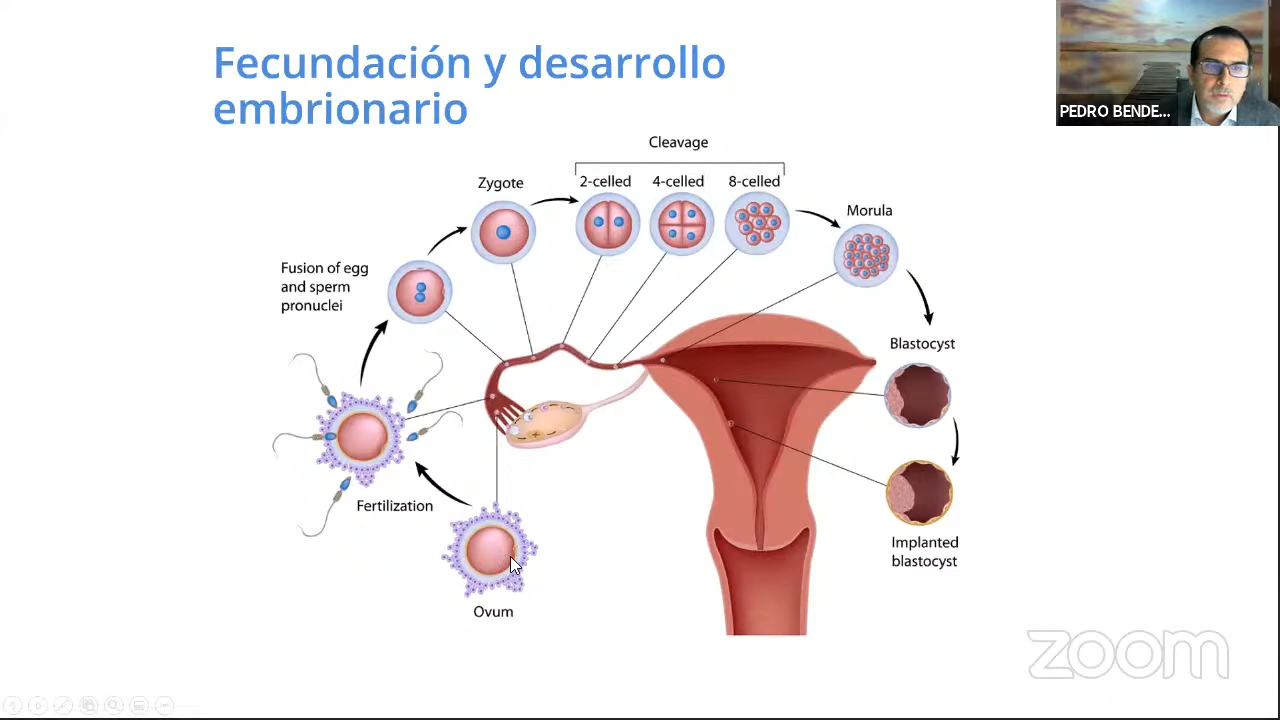 Fecundación y desarrollo
embrionario
PEDRO BENDE...
Cleavage
Zygote
2-celled
4-celled
8-celled
Morula
Fusion of egg
and sperm
pronuclei
Blastocyst
Fertilization
Implanted
blastocyst
Ovum
zoom